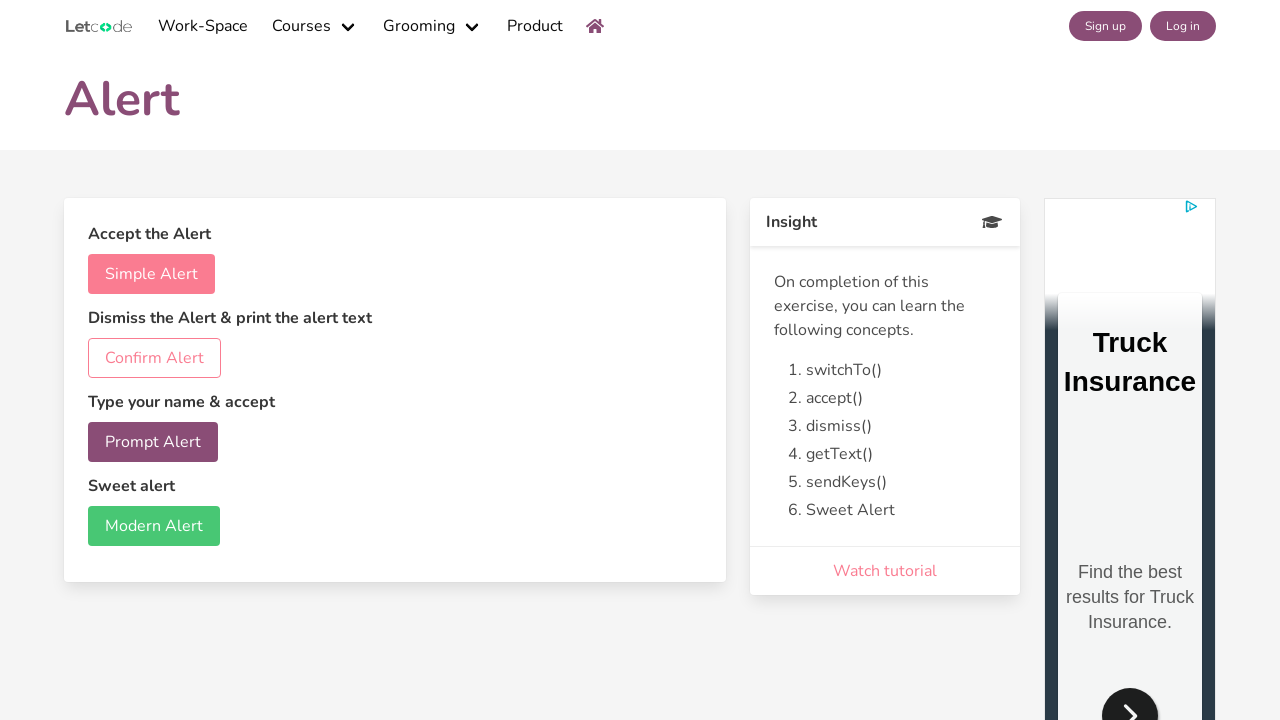 Letcode Work-Space Courses Grooming Product Sign up Log in
Alert
Accept the Alert
Simple Alert
Dismiss the Alert & print the alert text
Confirm Alert
Type your name & accept
Prompt Alert
Sweet alert
Modern Alert
Insight
On completion of this
exercise, you can learn the
following concepts.
1. switchTo()
2. accept()
3. dismiss()
4. getText()
5. sendKeys()
6. Sweet Alert
Watch tutorial
Truck
Insurance
Find the best
results for Truck
Insurance.